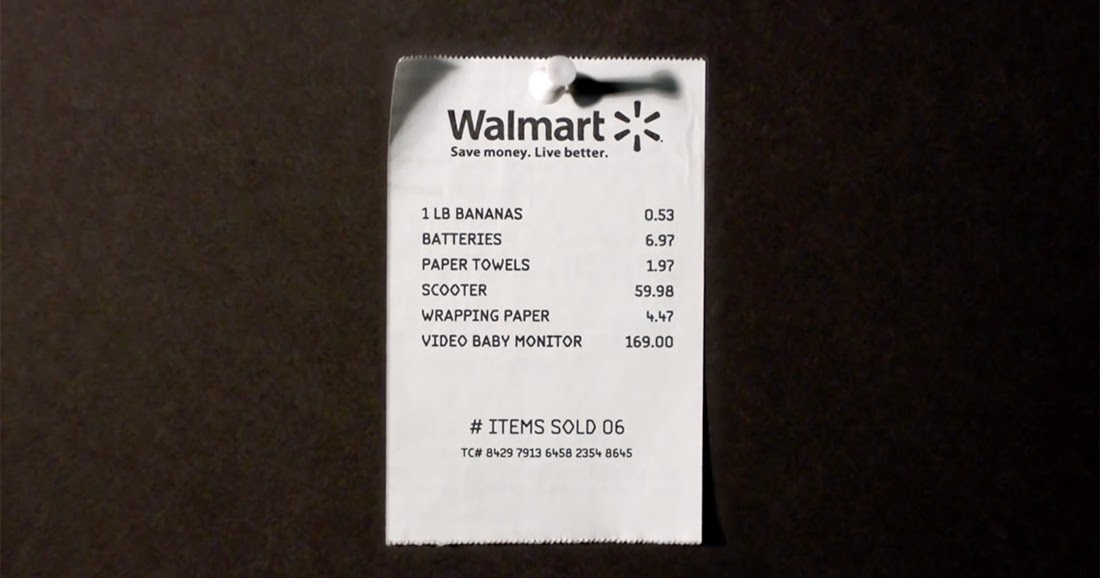 Walmart
Save money. Live better.
1 LB BANANAS 0.53
BATTERIES 6.97
PAPER TOWELS 1.97
SCOOTER 59.98
WRAPPING PAPER 4.47
VIDEO BABY MONITOR 169.00
# ITEMS SOLD 06
TC# 8429 7913 6458 2354 8645